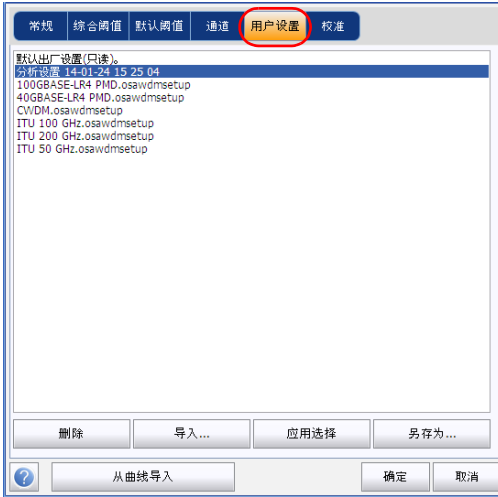 常规 综合阈值 默认阈值 通道 用户设置 校准
默认出厂设置(只读)。
分析设置 14-01-24 15 25 04
100GBASE-LR4 PMD.osawdmsetup
40GBASE-LR4 PMD.osawdmsetup
CWDM.osawdmsetup
ITU 100 GHz.osawdmsetup
ITU 200 GHz.osawdmsetup
ITU 50 GHz.osawdmsetup
删除 导入... 应用选择 另存为...
? 从曲线导入 确定 取消